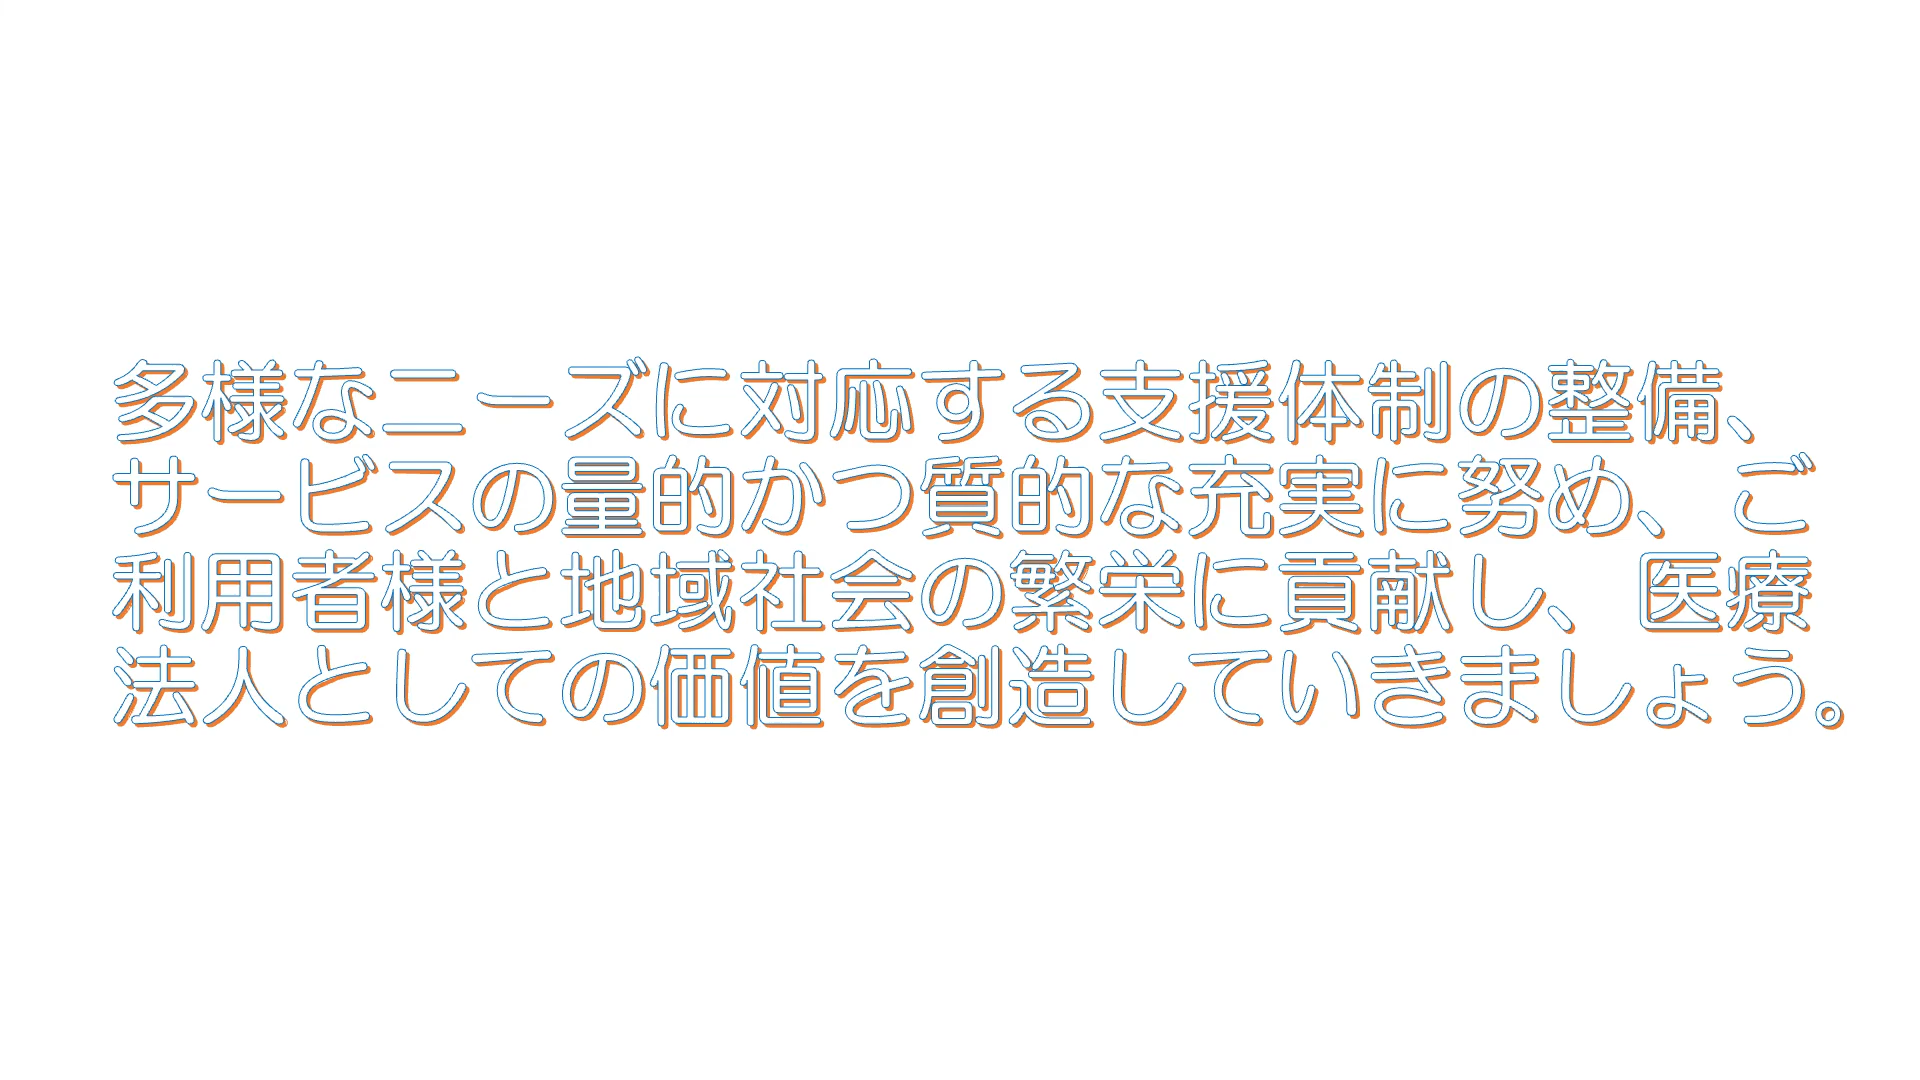 多様なニーズに対応する支援体制の整備、
サービスの量的かつ質的な充実に努め、ご
利用者様と地域社会の繁栄に貢献し、医療
法人としての価値を創造していきましょう。